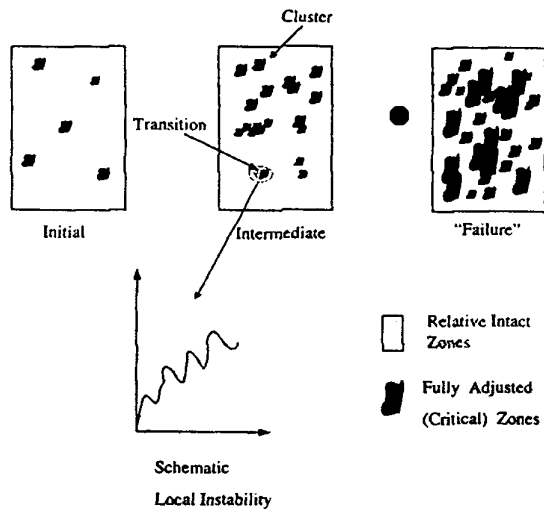 Cluster
Transition
Initial
Intermediate
"Failure"
Relative Intact
Zones
Fully Adjusted
(Critical) Zones
Schematic
Local Instability